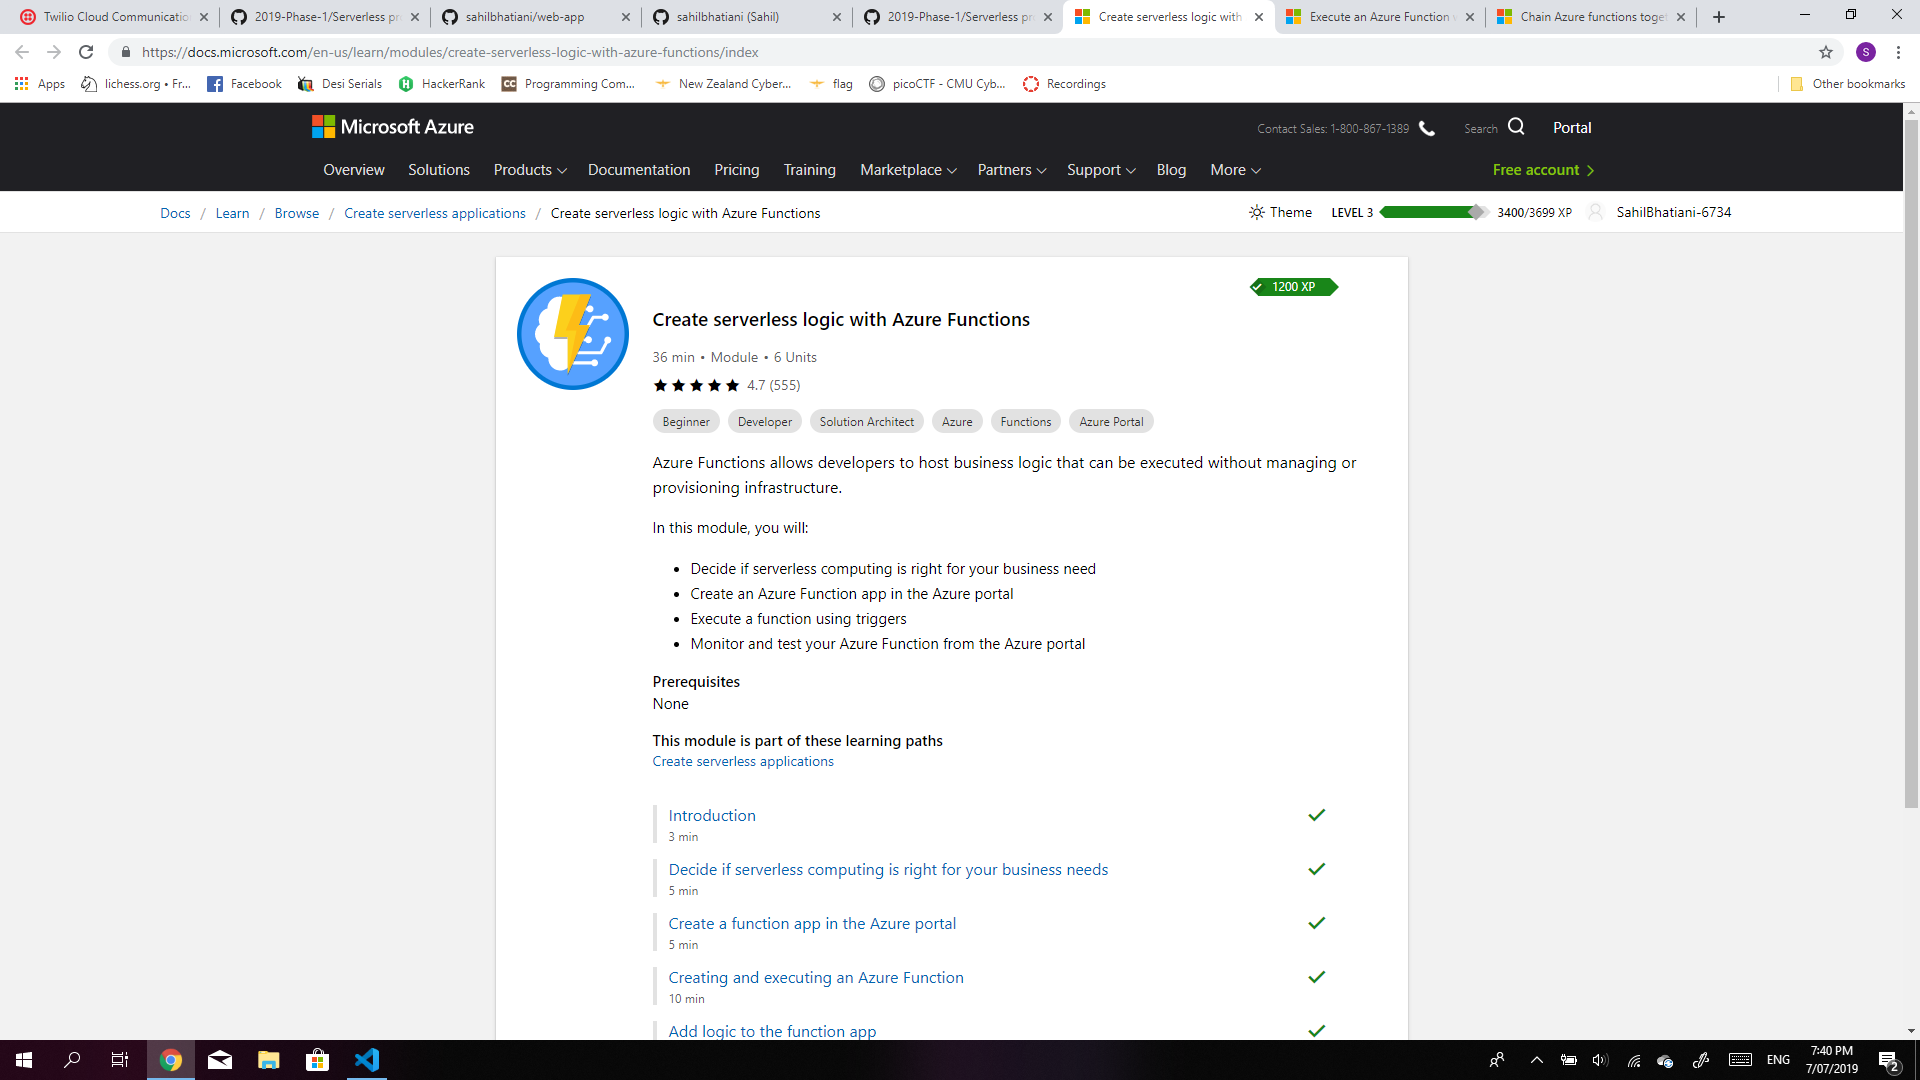 Twilio Cloud Communicatio
2019-Phase-1/Serverless pr
sahilbhatiani/web-app
sahilbhatiani (Sahil)
2019-Phase-1/Serverless pr
Create serverless logic with
Execute an Azure Function w
Chain Azure functions toget
https://docs.microsoft.com/en-us/learn/modules/create-serverless-logic-with-azure-functions/index
S
Apps
lichess.org • Fr...
Facebook
Desi Serials
HackerRank
CC
Programming Com...
New Zealand Cyber...
flag
picoCTF - CMU Cyb...
Recordings
Other bookmarks
Microsoft Azure
Contact Sales: 1-800-867-1389
Search
Portal
Overview
Solutions
Products
Documentation
Pricing
Training
Marketplace
Partners
Support
Blog
More
Free account
Docs / Learn / Browse / Create serverless applications / Create serverless logic with Azure Functions
Theme
LEVEL 3
3400/3699 XP
SahilBhatiani-6734
1200 XP
Create serverless logic with Azure Functions
36 min • Module • 6 Units
4.7 (555)
Beginner
Developer
Solution Architect
Azure
Functions
Azure Portal
Azure Functions allows developers to host business logic that can be executed without managing or
provisioning infrastructure.
In this module, you will:
• Decide if serverless computing is right for your business need
• Create an Azure Function app in the Azure portal
• Execute a function using triggers
• Monitor and test your Azure Function from the Azure portal
Prerequisites
None
This module is part of these learning paths
Create serverless applications
Introduction
3 min
Decide if serverless computing is right for your business needs
5 min
Create a function app in the Azure portal
5 min
Creating and executing an Azure Function
10 min
Add logic to the function app
ENG
7:40 PM
7/07/2019
2